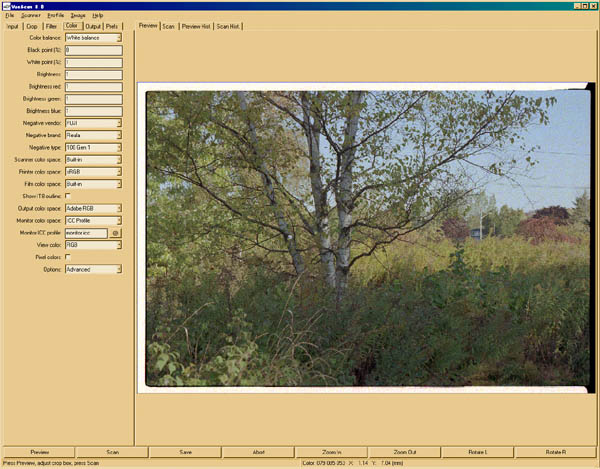 VueScan 8 0
File Scanner Profile Image Help
Input Crop Filter Color Output Prefs
Preview Scan Preview Hist. Scan Hist.
Color balance: White balance
Black point (%): 0
White point (%): 1
Brightness: 1
Brightness red: 1
Brightness green: 1
Brightness blue: 1
Negative vendor: FUJI
Negative brand: Reala
Negative type: 100 Gen 1
Scanner color space: Built-in
Printer color space: sRGB
Film color space: Built-in
Show IT8 outline:
Output color space: Adobe RGB
Monitor color space: ICC Profile
Monitor ICC profile: monitor.icc @
View color: RGB
Pixel colors:
Options: Advanced
Preview Scan Save Abort Zoom In Zoom Out Rotate L Rotate R
Press Preview, adjust crop box, press Scan
Color: 079 085 053 X: 1.14 Y: 7.04 (mm)